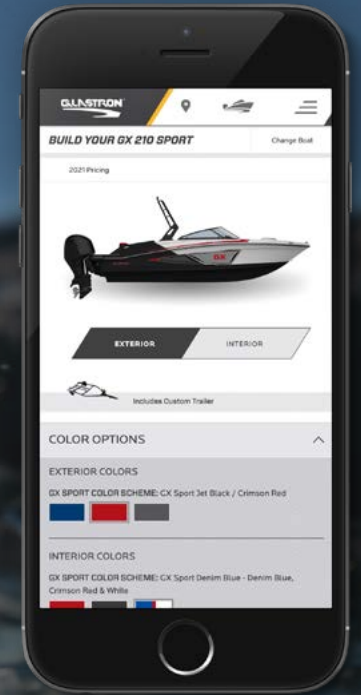 GLASTRON
BUILD YOUR GX 210 SPORT
Change Boat
2021 Pricing
GX
EXTERIOR
INTERIOR
Includes Custom Trailer
COLOR OPTIONS
EXTERIOR COLORS
GX SPORT COLOR SCHEME: GX Sport Jet Black / Crimson Red
INTERIOR COLORS
GX SPORT COLOR SCHEME: GX Sport Denim Blue - Denim Blue,
Crimson Red & White